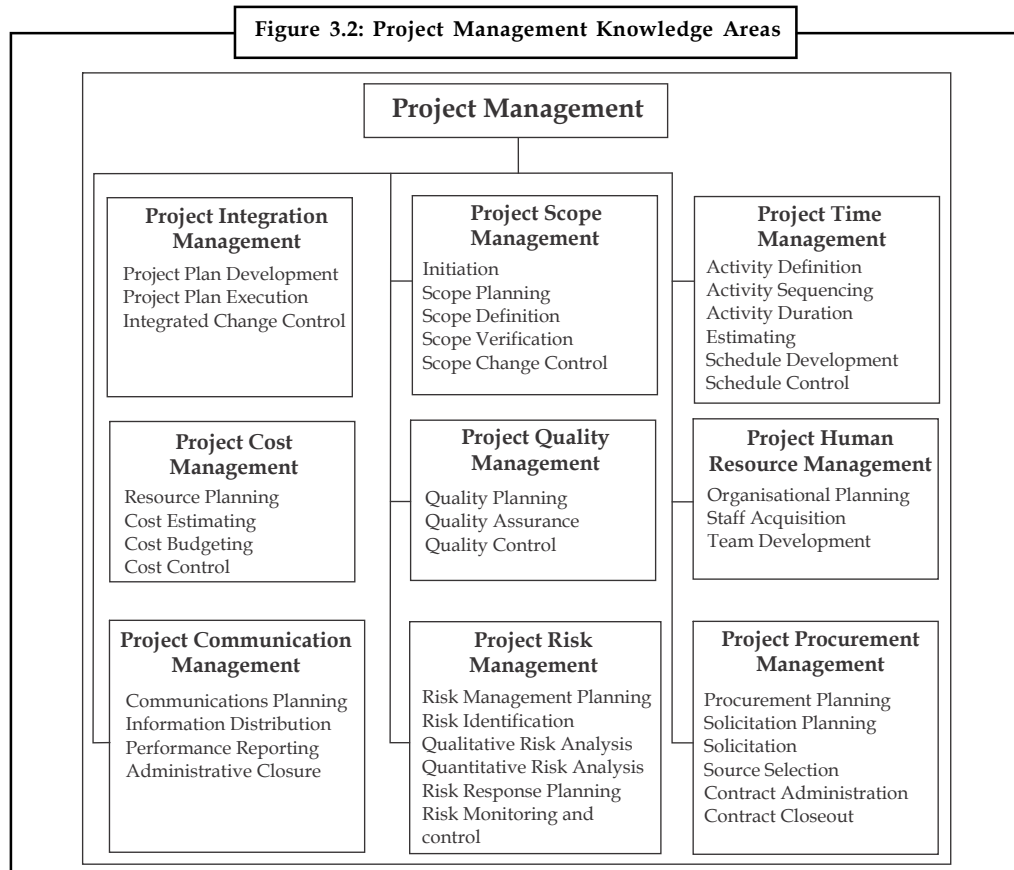 Figure 3.2: Project Management Knowledge Areas
Project Management
Project Integration
Management
Project Plan Development
Project Plan Execution
Integrated Change Control
Project Scope
Management
Initiation
Scope Planning
Scope Definition
Scope Verification
Scope Change Control
Project Time
Management
Activity Definition
Activity Sequencing
Activity Duration
Estimating
Schedule Development
Schedule Control
Project Cost
Management
Resource Planning
Cost Estimating
Cost Budgeting
Cost Control
Project Quality
Management
Quality Planning
Quality Assurance
Quality Control
Project Human
Resource Management
Organisational Planning
Staff Acquisition
Team Development
Project Communication
Management
Communications Planning
Information Distribution
Performance Reporting
Administrative Closure
Project Risk
Management
Risk Management Planning
Risk Identification
Qualitative Risk Analysis
Quantitative Risk Analysis
Risk Response Planning
Risk Monitoring and
control
Project Procurement
Management
Procurement Planning
Solicitation Planning
Solicitation
Source Selection
Contract Administration
Contract Closeout